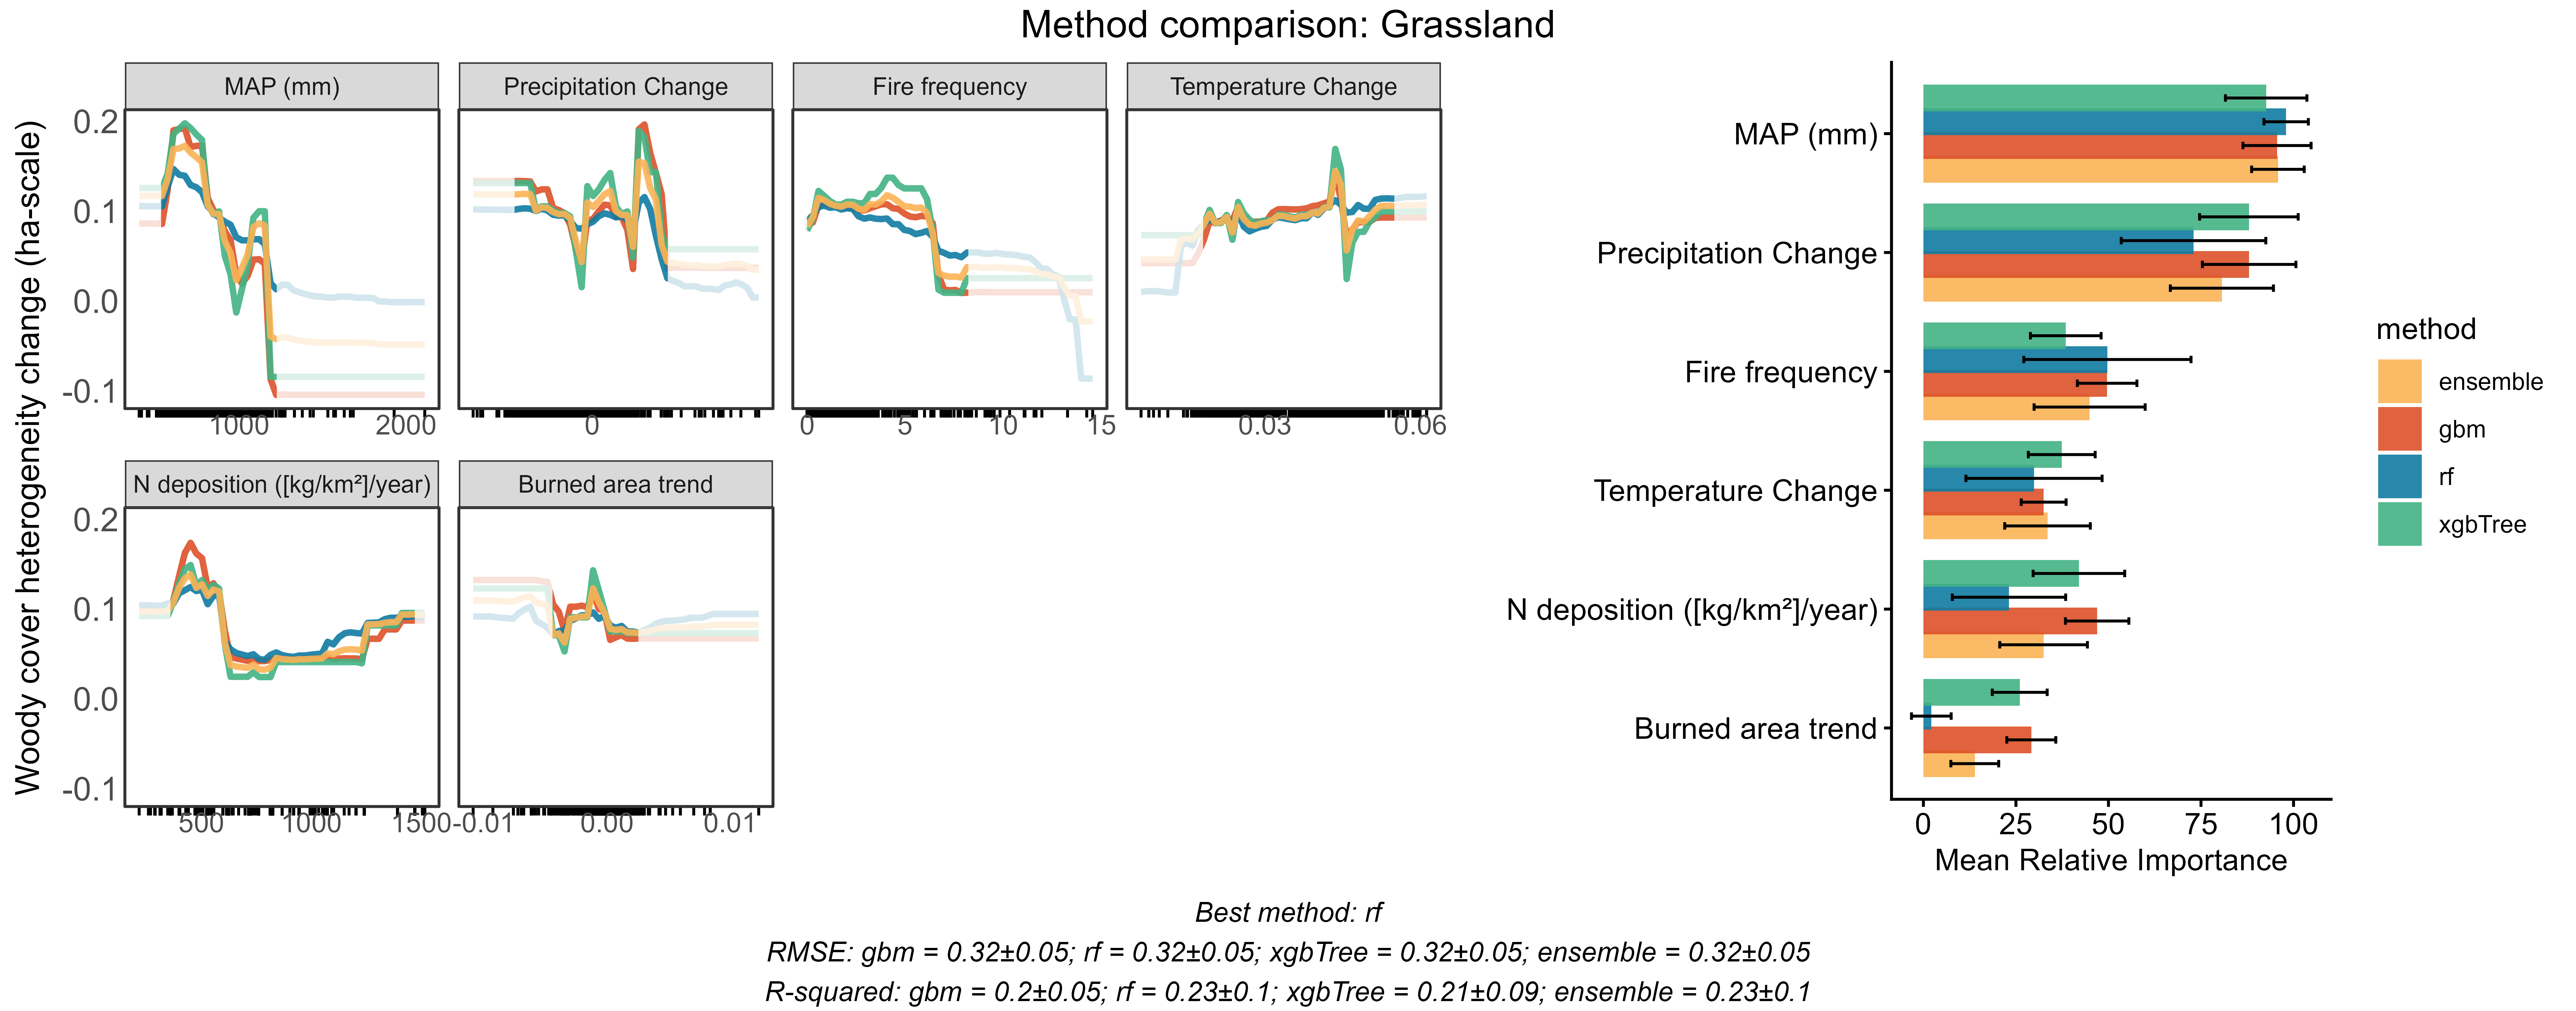 Method comparison: Grassland
MAP (mm)
Precipitation Change
Fire frequency
Temperature Change
Woody cover heterogeneity change (ha-scale)
0.2
0.1
0.0
-0.1
1000 2000
0
0 5 10 15
0.03 0.06
N deposition ([kg/km²]/year)
Burned area trend
0.2
0.1
0.0
-0.1
500 1000 1500
-0.01 0.00 0.01
MAP (mm)
Precipitation Change
Fire frequency
Temperature Change
N deposition ([kg/km²]/year)
Burned area trend
0 25 50 75 100
Mean Relative Importance
method
ensemble
gbm
rf
xgbTree
Best method: rf
RMSE: gbm = 0.32±0.05; rf = 0.32±0.05; xgbTree = 0.32±0.05; ensemble = 0.32±0.05
R-squared: gbm = 0.2±0.05; rf = 0.23±0.1; xgbTree = 0.21±0.09; ensemble = 0.23±0.1